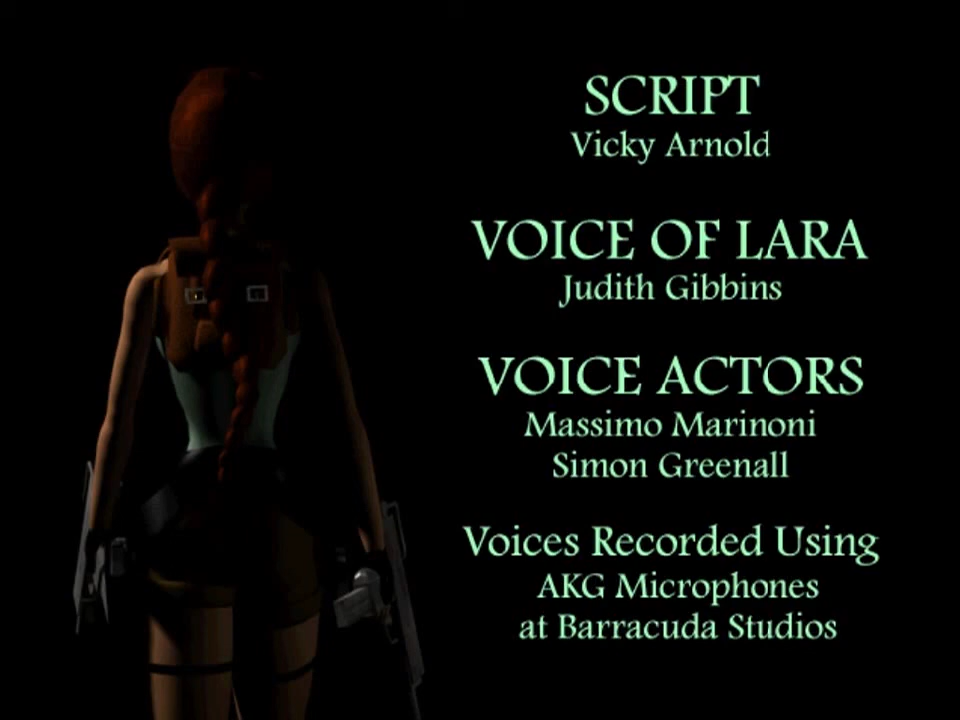 SCRIPT
Vicky Arnold
VOICE OF LARA
Judith Gibbins
VOICE ACTORS
Massimo Marinoni
Simon Greenall
Voices Recorded Using
AKG Microphones
at Barracuda Studios